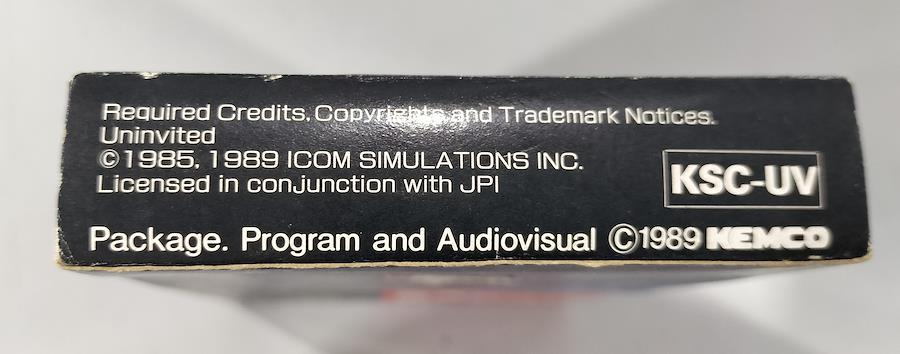 Required Credits. Copyrights and Trademark Notices.
Uninvited
©1985. 1989 ICOM SIMULATIONS INC.
Licensed in conjunction with JPI
KSC-UV
Package. Program and Audiovisual ©1989 KEMCO